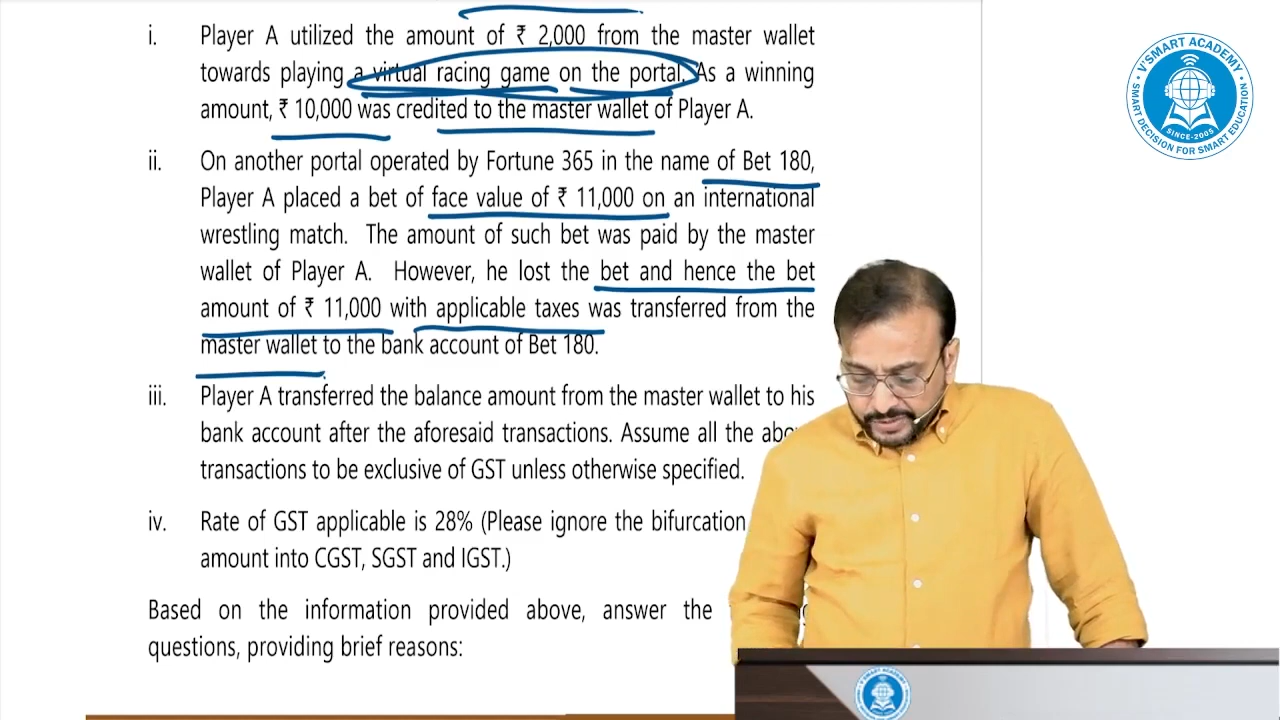 i. Player A utilized the amount of ₹ 2,000 from the master wallet
towards playing a virtual racing game on the portal. As a winning
amount, ₹ 10,000 was credited to the master wallet of Player A.
ii. On another portal operated by Fortune 365 in the name of Bet 180,
Player A placed a bet of face value of ₹ 11,000 on an international
wrestling match. The amount of such bet was paid by the master
wallet of Player A. However, he lost the bet and hence the bet
amount of ₹ 11,000 with applicable taxes was transferred from the
master wallet to the bank account of Bet 180.
iii. Player A transferred the balance amount from the master wallet to his
bank account after the aforesaid transactions. Assume all the
transactions to be exclusive of GST unless otherwise specified.
iv. Rate of GST applicable is 28% (Please ignore the bifurcation
amount into CGST, SGST and IGST.)
Based on the information provided above, answer the
questions, providing brief reasons:
V'SMART ACADEMY
SMART DECISION FOR SMART EDUCATION
SINCE-2005